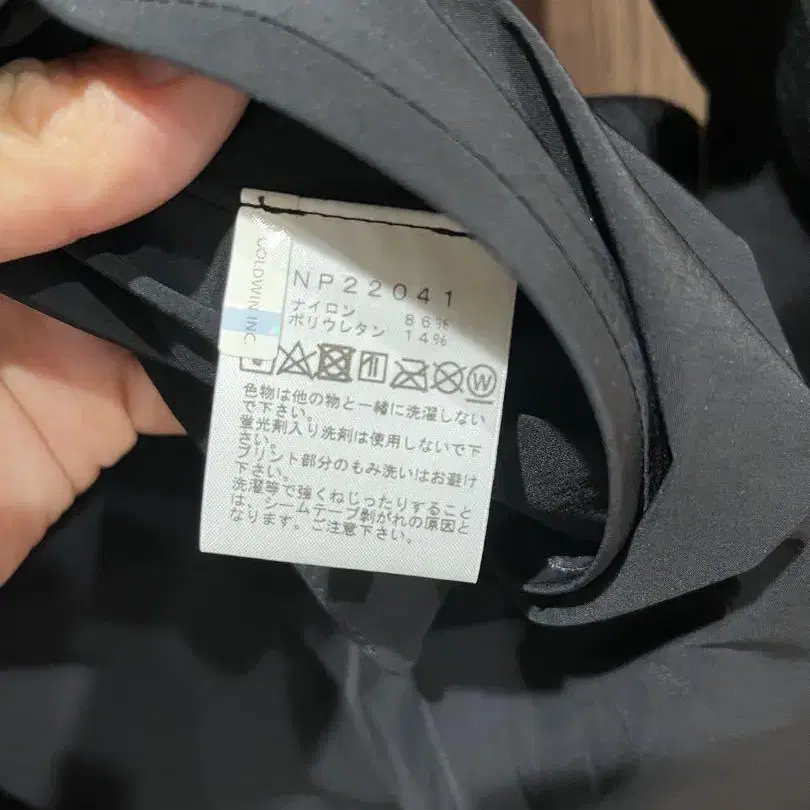 GOLDWIN INC
NP22041
ナイロン 86%
ポリウレタン 14%
W
色物は他の物と一緒に洗濯しない
で下さい。
蛍光剤入り洗剤は使用しないで下
さい。
プリント部分のもみ洗いはお避け
下さい。
洗濯等で強くねじったりすること
は、シームテープ剥がれの原因と
なります。ご注意下さい。